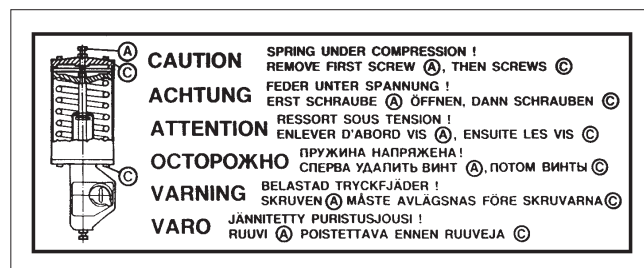 Ⓐ
Ⓒ
Ⓒ
CAUTION
SPRING UNDER COMPRESSION !
REMOVE FIRST SCREW Ⓐ, THEN SCREWS Ⓒ
ACHTUNG
FEDER UNTER SPANNUNG !
ERST SCHRAUBE Ⓐ ÖFFNEN, DANN SCHRAUBEN Ⓒ
ATTENTION
RESSORT SOUS TENSION !
ENLEVER D'ABORD VIS Ⓐ, ENSUITE LES VIS Ⓒ
ОСТОРОЖНО
ПРУЖИНА НАПРЯЖЕНА!
СПЕРВА УДАЛИТЬ ВИНТ Ⓐ, ПОТОМ ВИНТЫ Ⓒ
VARNING
BELASTAD TRYCKFJÄDER !
SKRUVEN Ⓐ MÅSTE AVLÄGSNAS FÖRE SKRUVARNA Ⓒ
VARO
JÄNNITETTY PURISTUSJOUSI !
RUUVI Ⓐ POISTETTAVA ENNEN RUUVEJA Ⓒ